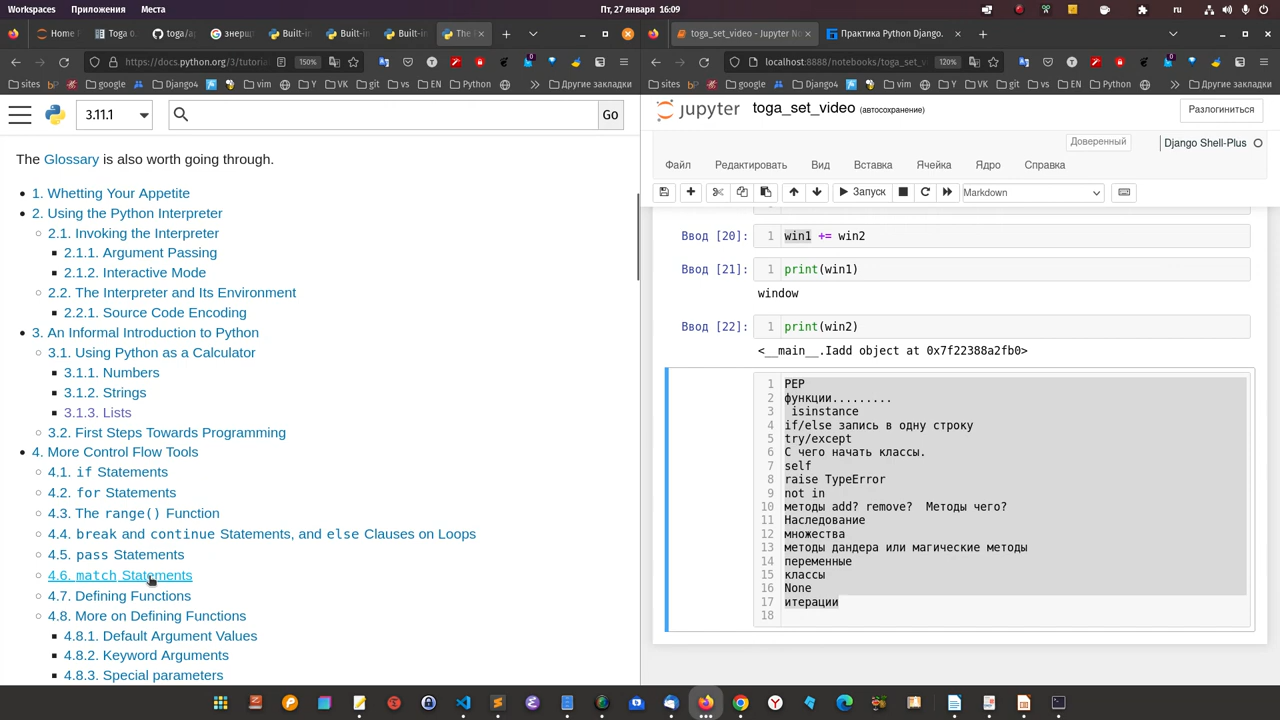 Workspaces Приложения Места
Пт, 27 января 16:09
ru
Home
Toga o.
toga/a
знерщ
Built-in
Built-in
Built-in
The F
toga_set_video - Jupyter No
Практика Python Django.
https://docs.python.org/3/tutoria
150%
localhost:8888/notebooks/toga_set_v
120%
sites
google
Django4
vim
Y
VK
git
vs
EN
Python
Другие закладки
sites
google
Django4
vim
Y
VK
git
vs
EN
Другие закладки
3.11.1
Go
The Glossary is also worth going through.
1. Whetting Your Appetite
2. Using the Python Interpreter
2.1. Invoking the Interpreter
2.1.1. Argument Passing
2.1.2. Interactive Mode
2.2. The Interpreter and Its Environment
2.2.1. Source Code Encoding
3. An Informal Introduction to Python
3.1. Using Python as a Calculator
3.1.1. Numbers
3.1.2. Strings
3.1.3. Lists
3.2. First Steps Towards Programming
4. More Control Flow Tools
4.1. if Statements
4.2. for Statements
4.3. The range() Function
4.4. break and continue Statements, and else Clauses on Loops
4.5. pass Statements
4.6. match Statements
4.7. Defining Functions
4.8. More on Defining Functions
4.8.1. Default Argument Values
4.8.2. Keyword Arguments
4.8.3. Special parameters
jupyter toga_set_video (автосохранение)
Разлогиниться
Доверенный
Django Shell-Plus
Файл Редактировать Вид Вставка Ячейка Ядро Справка
Запуск
Markdown
Ввод [20]: 1 win1 += win2
Ввод [21]: 1 print(win1)
window
Ввод [22]: 1 print(win2)
<__main__.Iadd object at 0x7f22388a2fb0>
1 PEP
2 функции.........
3 isinstance
4 if/else запись в одну строку
5 try/except
6 С чего начать классы.
7 self
8 raise TypeError
9 not in
10 методы add? remove? Методы чего?
11 Наследование
12 множества
13 методы дандера или магические методы
14 переменные
15 классы
16 None
17 итерации
18